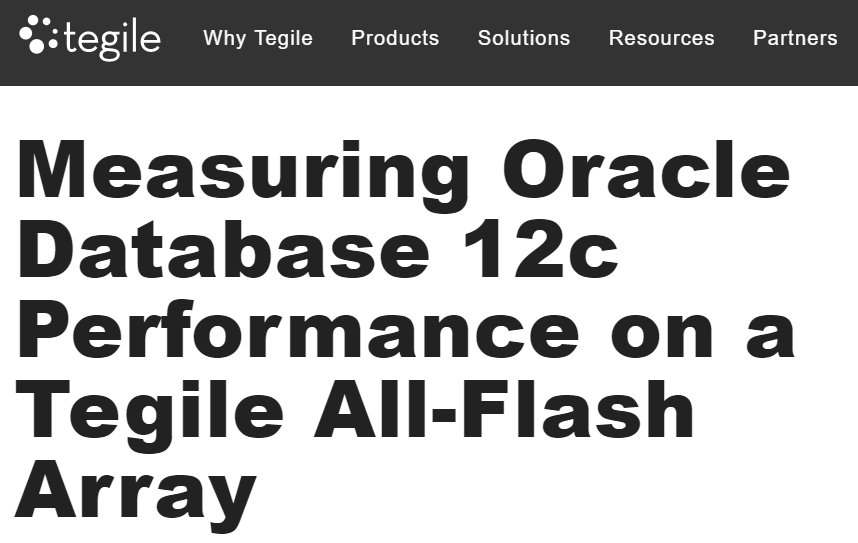 tegile Why Tegile Products Solutions Resources Partners
Measuring Oracle
Database 12c
Performance on a
Tegile All-Flash
Array